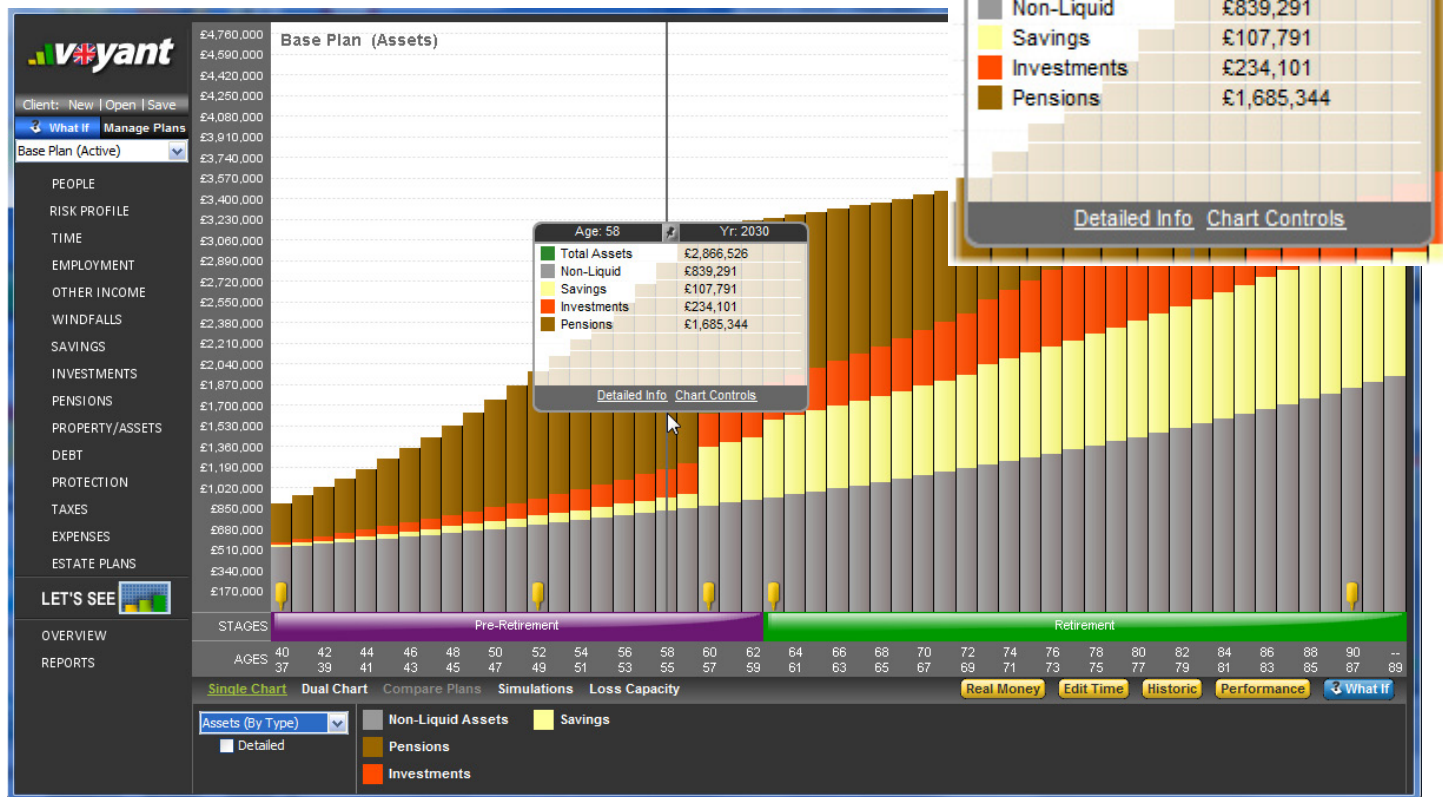 voyant
Client: New | Open | Save
What If Manage Plans
Base Plan (Active)
PEOPLE
RISK PROFILE
TIME
EMPLOYMENT
OTHER INCOME
WINDFALLS
SAVINGS
INVESTMENTS
PENSIONS
PROPERTY/ASSETS
DEBT
PROTECTION
TAXES
EXPENSES
ESTATE PLANS
LET'S SEE
OVERVIEW
REPORTS
Base Plan (Assets)
£4,760,000
£4,590,000
£4,420,000
£4,250,000
£4,080,000
£3,910,000
£3,740,000
£3,570,000
£3,400,000
£3,230,000
£3,060,000
£2,890,000
£2,720,000
£2,550,000
£2,380,000
£2,210,000
£2,040,000
£1,870,000
£1,700,000
£1,530,000
£1,360,000
£1,190,000
£1,020,000
£850,000
£680,000
£510,000
£340,000
£170,000
Age: 58 Yr: 2030
Total Assets £2,866,526
Non-Liquid £839,291
Savings £107,791
Investments £234,101
Pensions £1,685,344
Detailed Info Chart Controls
Non-Liquid £839,291
Savings £107,791
Investments £234,101
Pensions £1,685,344
Detailed Info Chart Controls
STAGES Pre-Retirement Retirement
AGES 40 42 44 46 48 50 52 54 56 58 60 62 64 66 68 70 72 74 76 78 80 82 84 86 88 90 --
37 39 41 43 45 47 49 51 53 55 57 59 61 63 65 67 69 71 73 75 77 79 81 83 85 87 89
Single Chart Dual Chart Compare Plans Simulations Loss Capacity Real Money Edit Time Historic Performance What If
Assets (By Type)
Detailed
Non-Liquid Assets Savings
Pensions
Investments